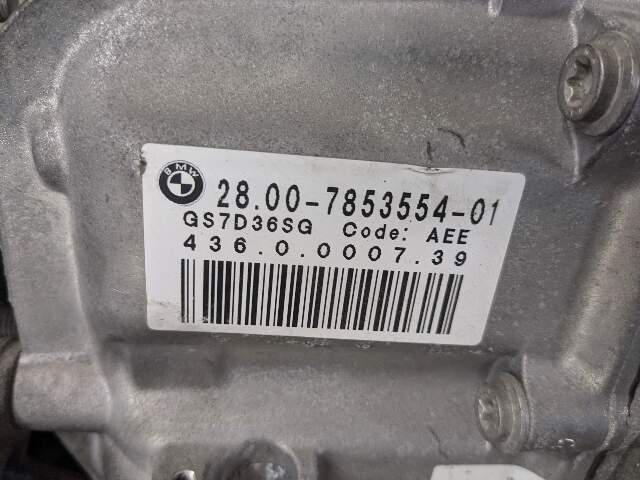 BMW
28.00-7853554-01
GS7D36SG Code: AEE
436.0.0007.39